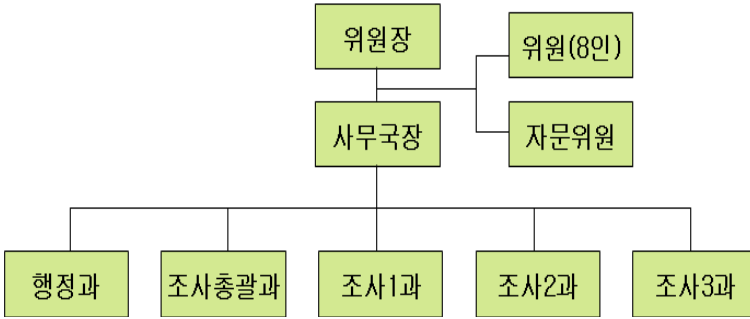 위원장
위원(8인)
사무국장
자문위원
행정과
조사총괄과
조사1과
조사2과
조사3과